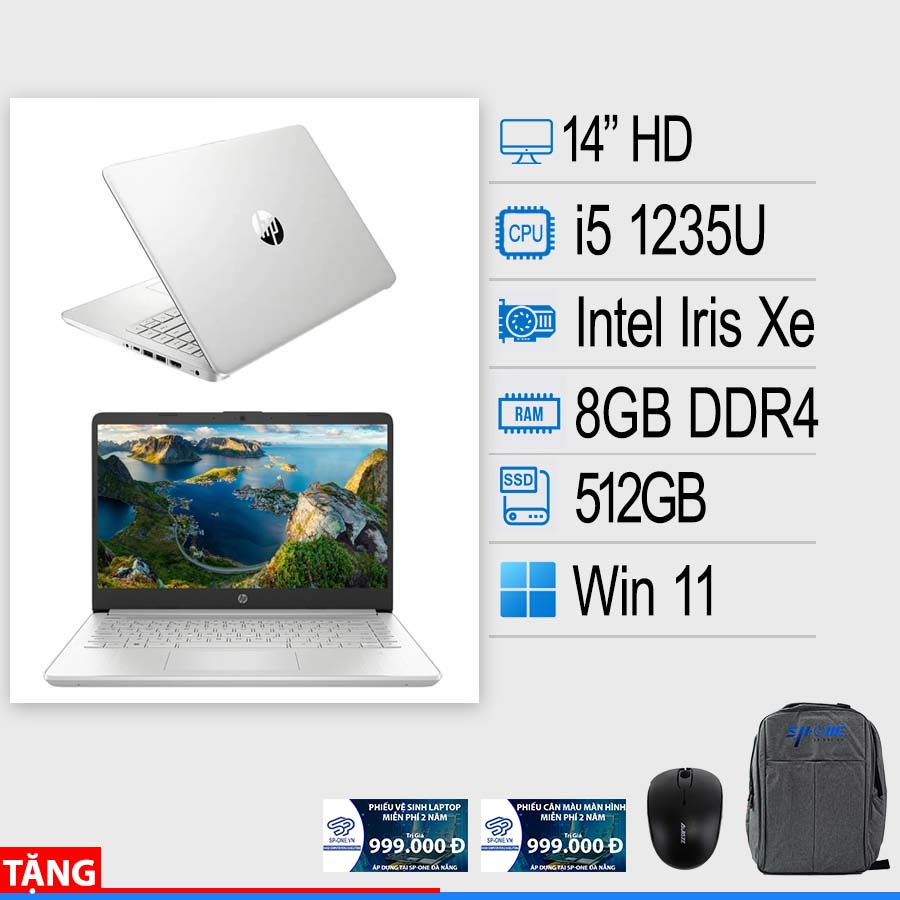 14” HD
CPU
i5 1235U
Intel Iris Xe
RAM
8GB DDR4
SSD
512GB
Win 11
hp
hp
SP-ONE
PHIẾU VỆ SINH LAPTOP
MIỄN PHÍ 2 NĂM
Trị Giá
999.000 Đ
SP-ONE.VN
ÁP DỤNG TẠI SP-ONE ĐÀ NẴNG
PHIẾU CÂN MÀU MÀN HÌNH
MIỄN PHÍ 2 NĂM
Trị Giá
999.000 Đ
SP-ONE.VN
ÁP DỤNG TẠI SP-ONE ĐÀ NẴNG
TẶNG